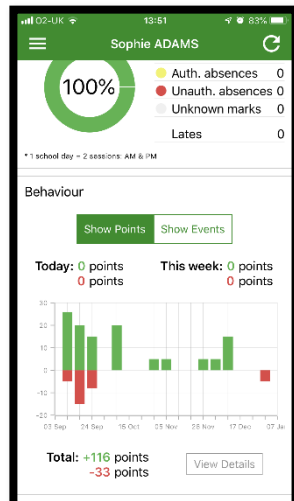 O2-UK 13:51 83%
Sophie ADAMS
100%
Auth. absences 0
Unauth. absences 0
Unknown marks 0
Lates 0
* 1 school day = 2 sessions: AM & PM
Behaviour
Show Points Show Events
Today: 0 points This week: 0 points
0 points 0 points
30
20
10
0
-10
-20
03 Sep 24 Sep 15 Oct 05 Nov 26 Nov 17 Dec 07 Ja
Total: +116 points
-33 points
View Details